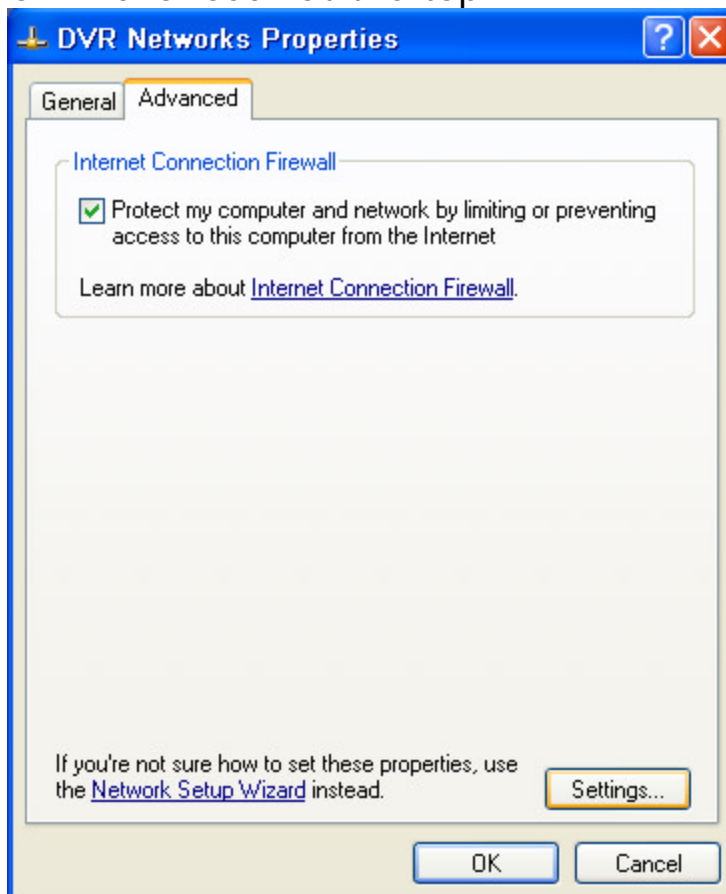 DVR Networks Properties
General
Advanced
Internet Connection Firewall
Protect my computer and network by limiting or preventing
access to this computer from the Internet
Learn more about Internet Connection Firewall.
If you're not sure how to set these properties, use
the Network Setup Wizard instead.
Settings...
OK
Cancel